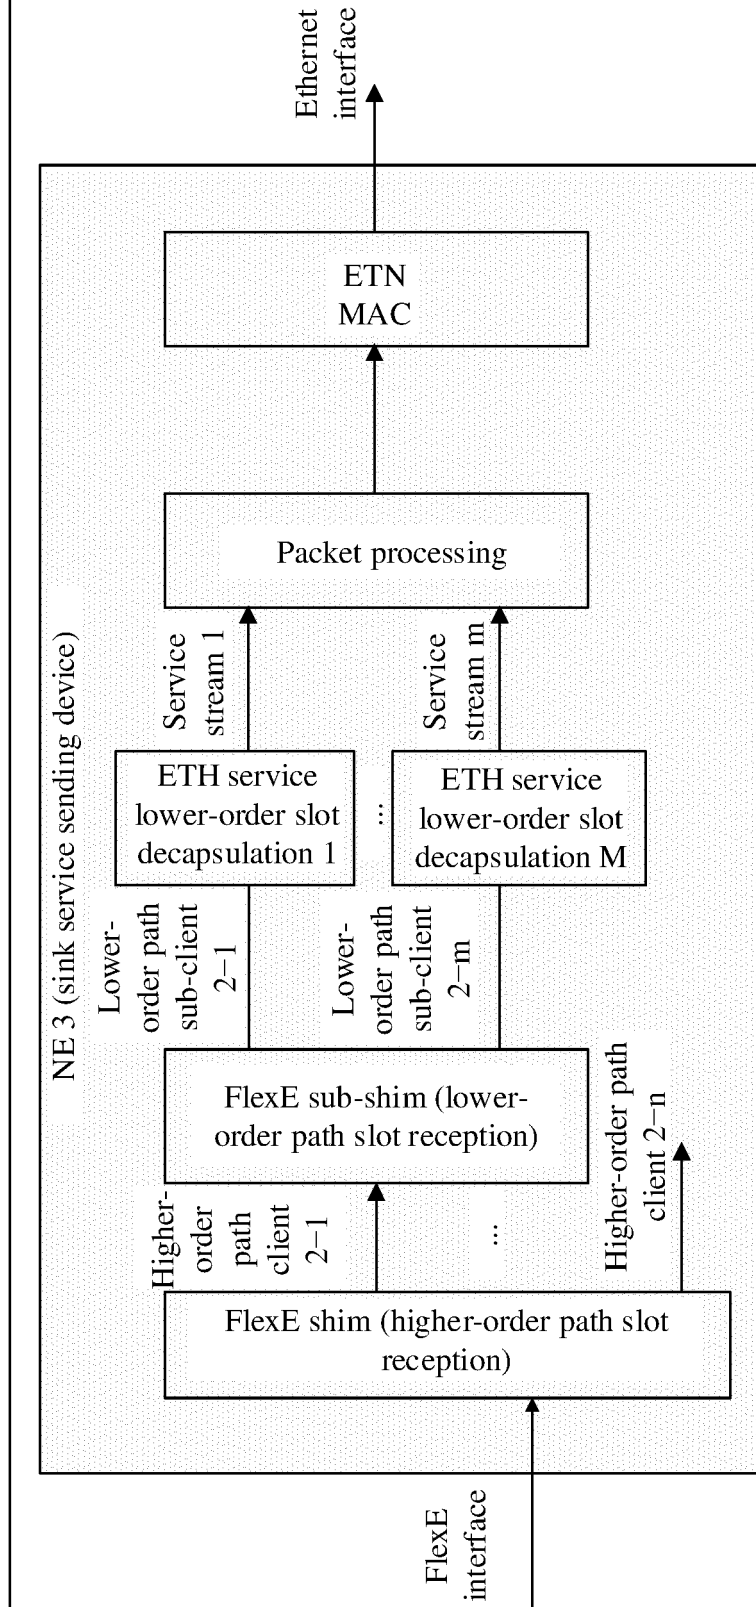 Ethernet
interface
ETN
MAC
Packet processing
NE 3 (sink service sending device)
Service
stream 1
Service
stream m
ETH service
lower-order slot
decapsulation 1
...
ETH service
lower-order slot
decapsulation M
Lower-
order path
sub-client
2−1
Lower-
order path
sub-client
2−m
FlexE sub-shim (lower-
order path slot reception)
Higher-
order
path
client
2−1
...
Higher-order path
client 2−n
FlexE shim (higher-order path slot
reception)
FlexE
interface